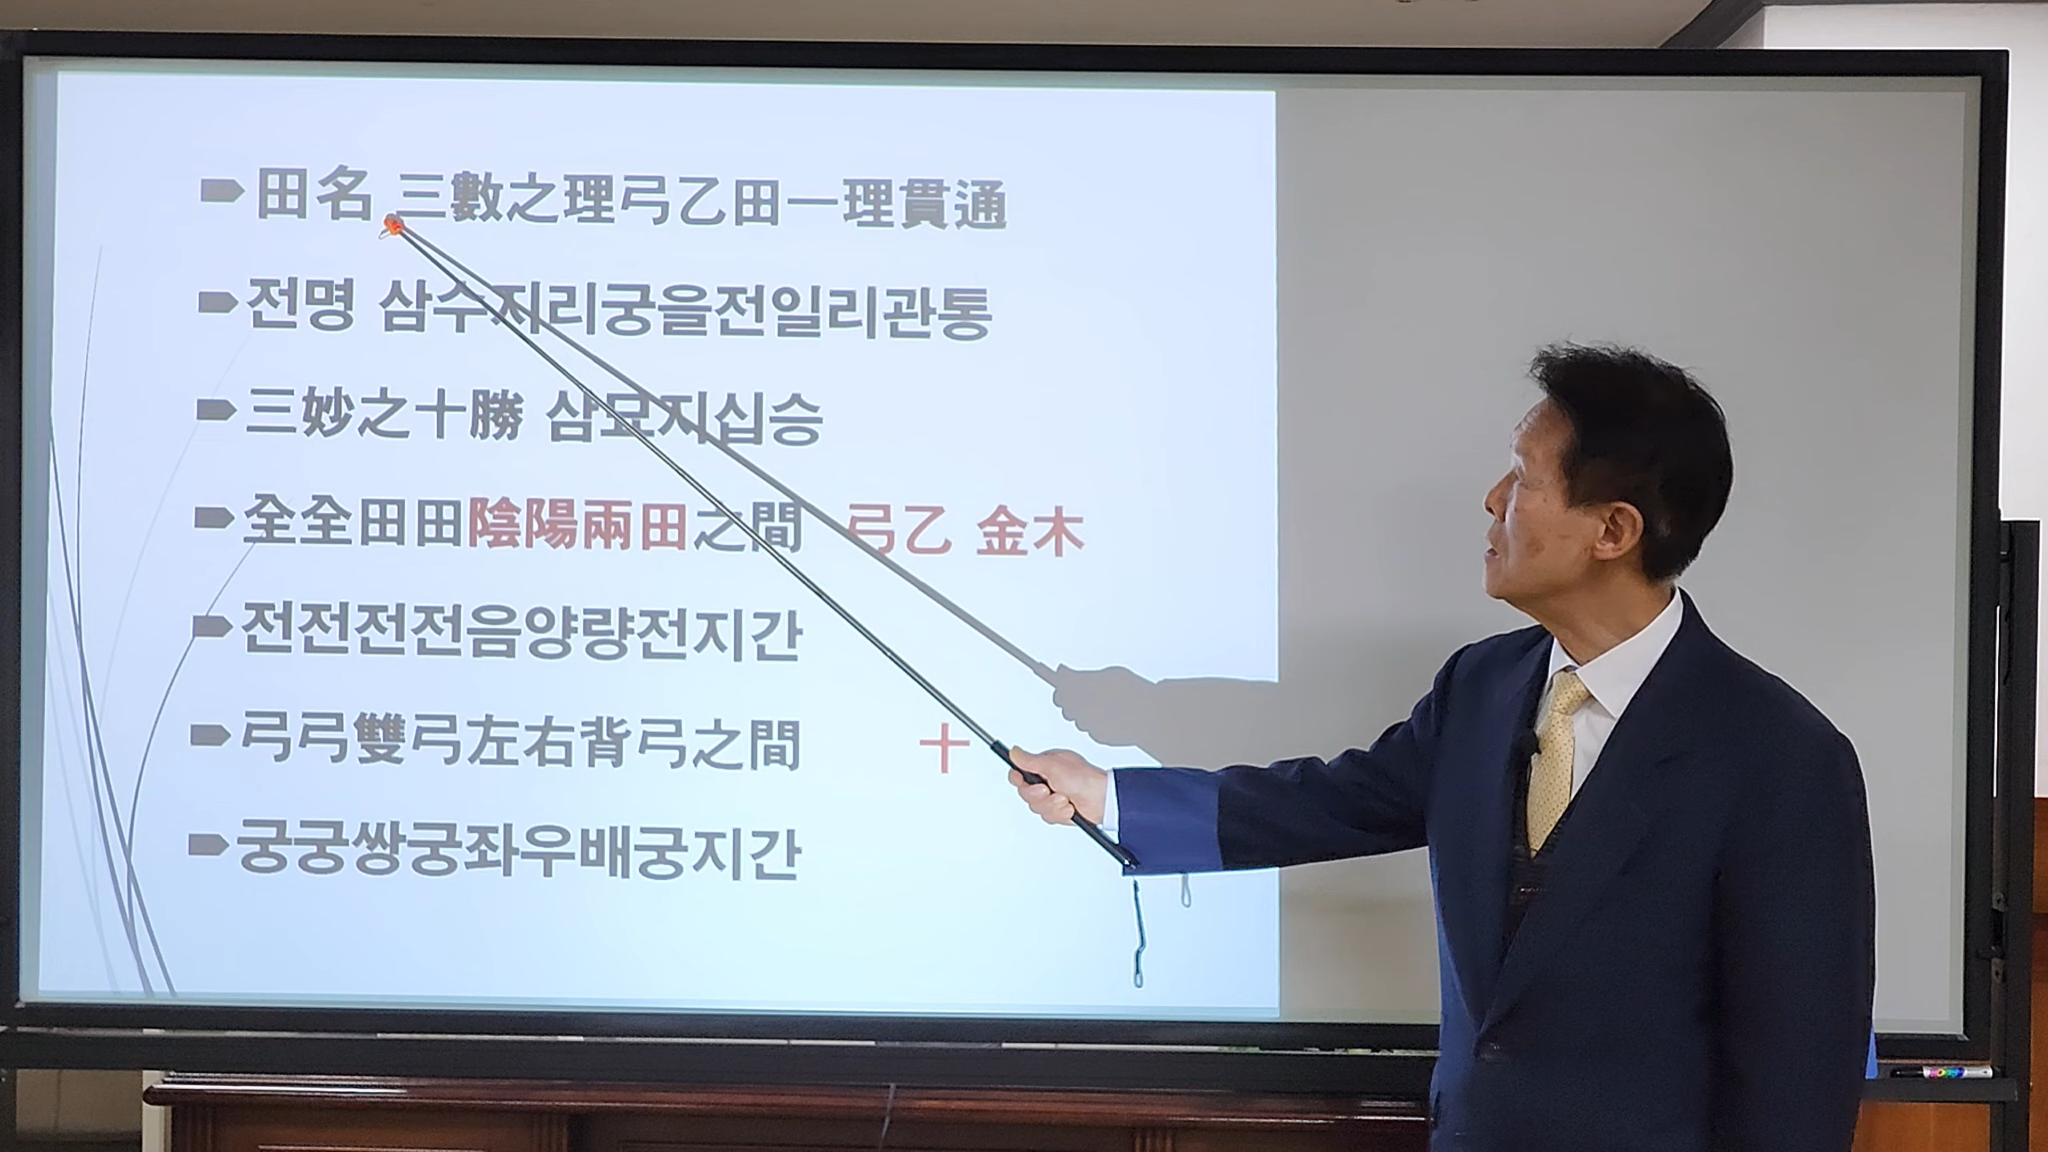 田名 三數之理弓乙田一理貫通
전명 삼수지리궁을전일리관통
三妙之十勝 삼묘지십승
全全田田陰陽兩田之間 弓乙 金木
전전전전음양량전지간
弓弓雙弓左右背弓之間 十
궁궁쌍궁좌우배궁지간